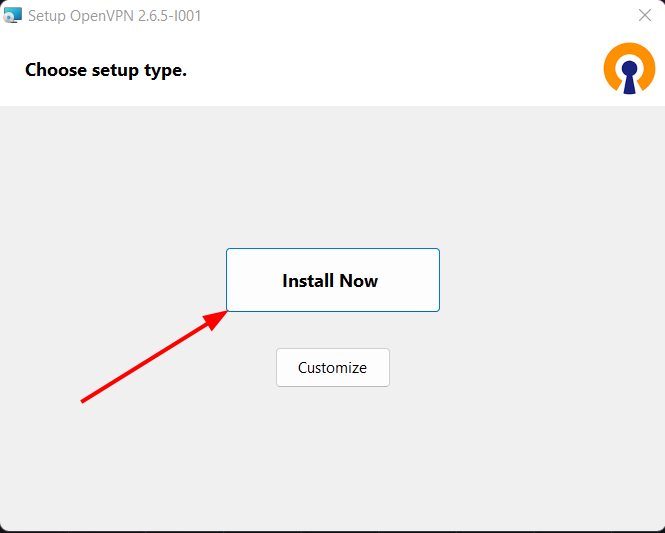 Setup OpenVPN 2.6.5-I001
Choose setup type.
Install Now
Customize